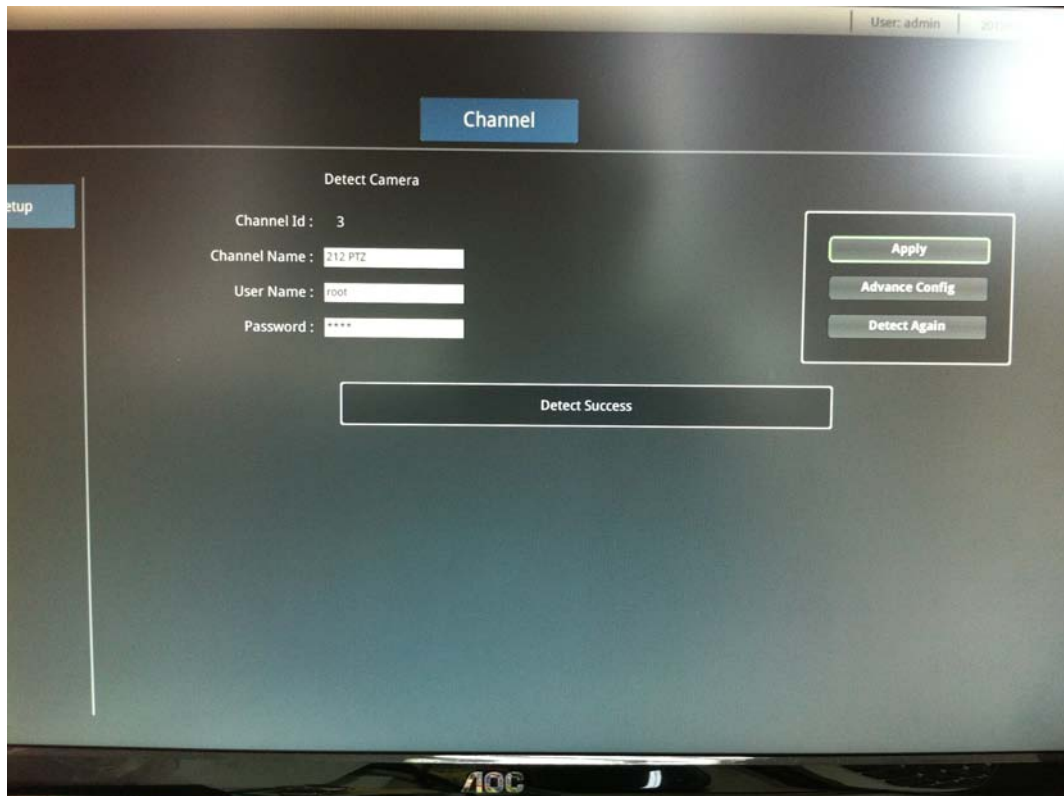 User: admin
Channel
etup
Detect Camera
Channel Id : 3
Channel Name : 212 PTZ
User Name : root
Password : ****
Apply
Advance Config
Detect Again
Detect Success
AOC